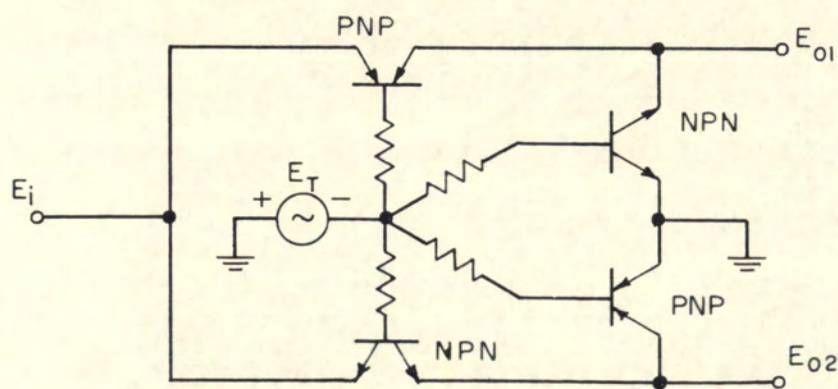 PNP
E01
NPN
ET
+ −
~
Ei
PNP
NPN
E02